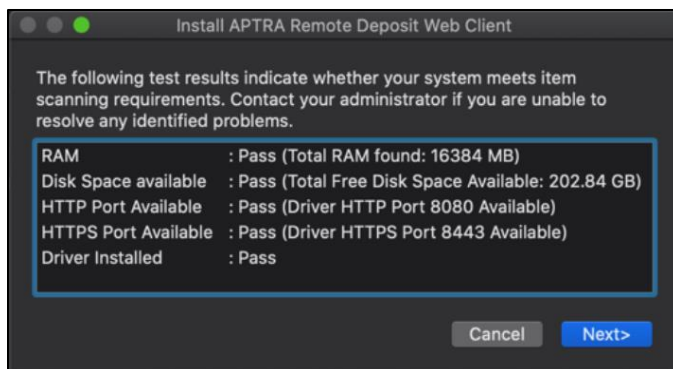 Install APTRA Remote Deposit Web Client
The following test results indicate whether your system meets item
scanning requirements. Contact your administrator if you are unable to
resolve any identified problems.
RAM : Pass (Total RAM found: 16384 MB)
Disk Space available : Pass (Total Free Disk Space Available: 202.84 GB)
HTTP Port Available : Pass (Driver HTTP Port 8080 Available)
HTTPS Port Available : Pass (Driver HTTPS Port 8443 Available)
Driver Installed : Pass
Cancel Next>